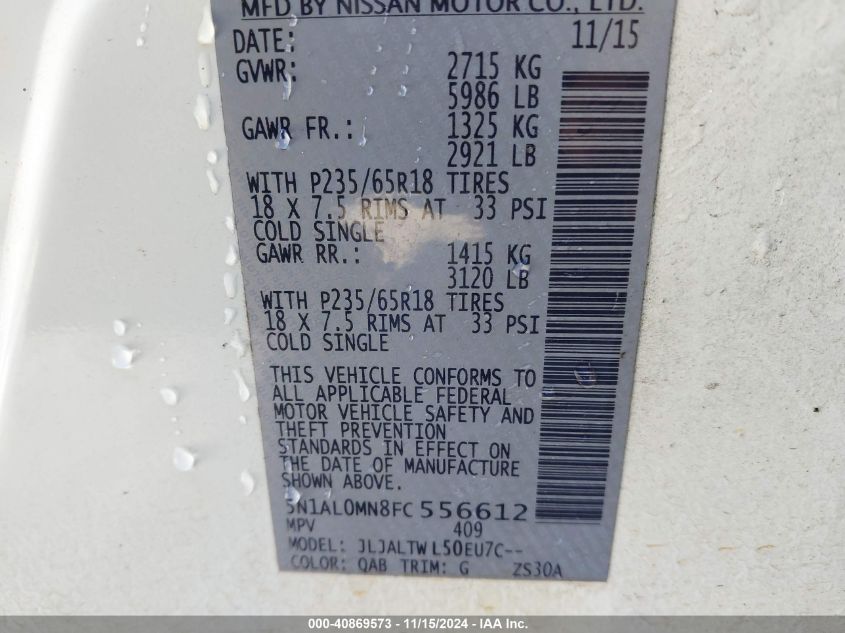 MFD BY NISSAN MOTOR CO., LTD.
DATE: 11/15
GVWR: 2715 KG
5986 LB
GAWR FR.: 1325 KG
2921 LB
WITH P235/65R18 TIRES
18 X 7.5 RIMS AT 33 PSI
COLD SINGLE
GAWR RR.: 1415 KG
3120 LB
WITH P235/65R18 TIRES
18 X 7.5 RIMS AT 33 PSI
COLD SINGLE
THIS VEHICLE CONFORMS TO
ALL APPLICABLE FEDERAL
MOTOR VEHICLE SAFETY AND
THEFT PREVENTION
STANDARDS IN EFFECT ON
THE DATE OF MANUFACTURE
SHOWN ABOVE.
5N1AL0MN8FC 556612
MPV 409
MODEL: JLJALTW L50EU7C--
COLOR: QAB TRIM: G ZS30A
000-40869573 - 11/15/2024 - IAA Inc.